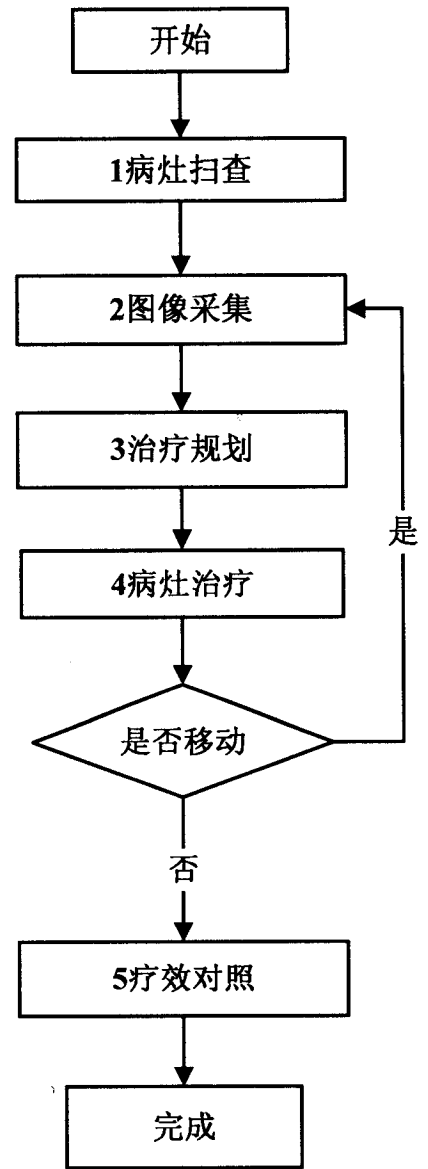 开始
1病灶扫查
2图像采集
3治疗规划
是
4病灶治疗
是否移动
否
5疗效对照
完成